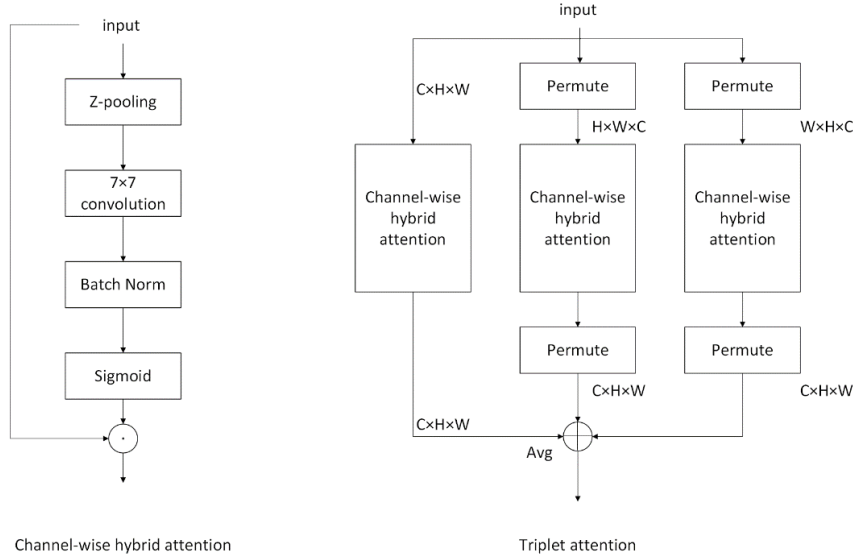 input
Z-pooling
7×7
convolution
Batch Norm
Sigmoid
Channel-wise hybrid attention
input
C×H×W
Permute
Permute
H×W×C
W×H×C
Channel-wise
hybrid
attention
Channel-wise
hybrid
attention
Channel-wise
hybrid
attention
Permute
Permute
C×H×W
C×H×W
C×H×W
Avg
Triplet attention